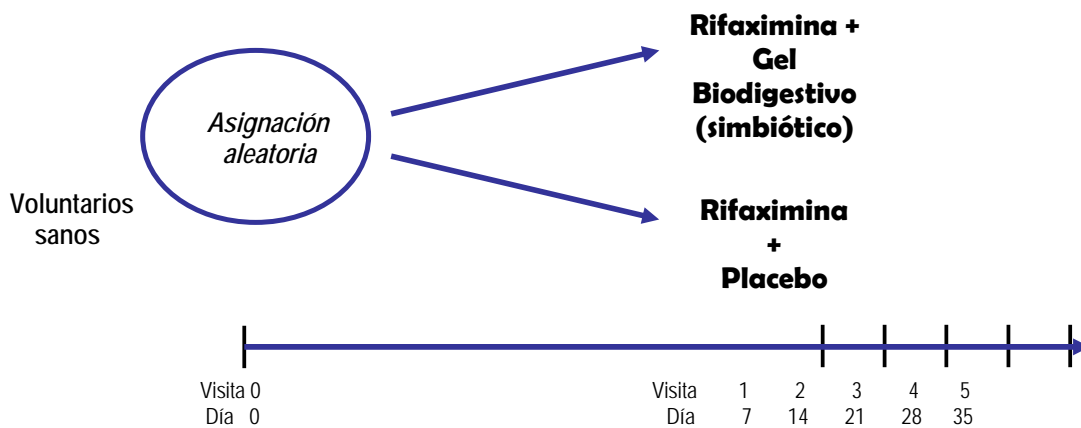 Rifaximina +
Gel
Biodigestivo
(simbiótico)
Asignación
aleatoria
Voluntarios
sanos
Rifaximina
+
Placebo
Visita 0
Día 0
Visita 1 2 3 4 5
Día 7 14 21 28 35